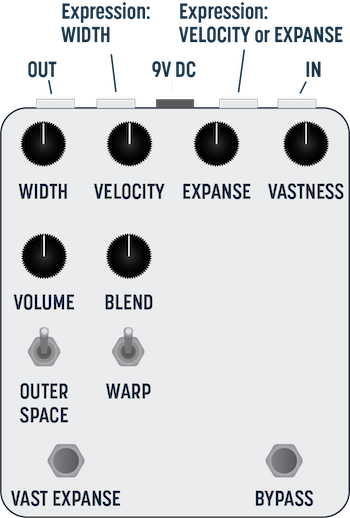 Expression: Expression:
WIDTH VELOCITY or EXPANSE
OUT 9V DC IN
WIDTH VELOCITY EXPANSE VASTNESS
VOLUME BLEND
OUTER WARP
SPACE
VAST EXPANSE BYPASS